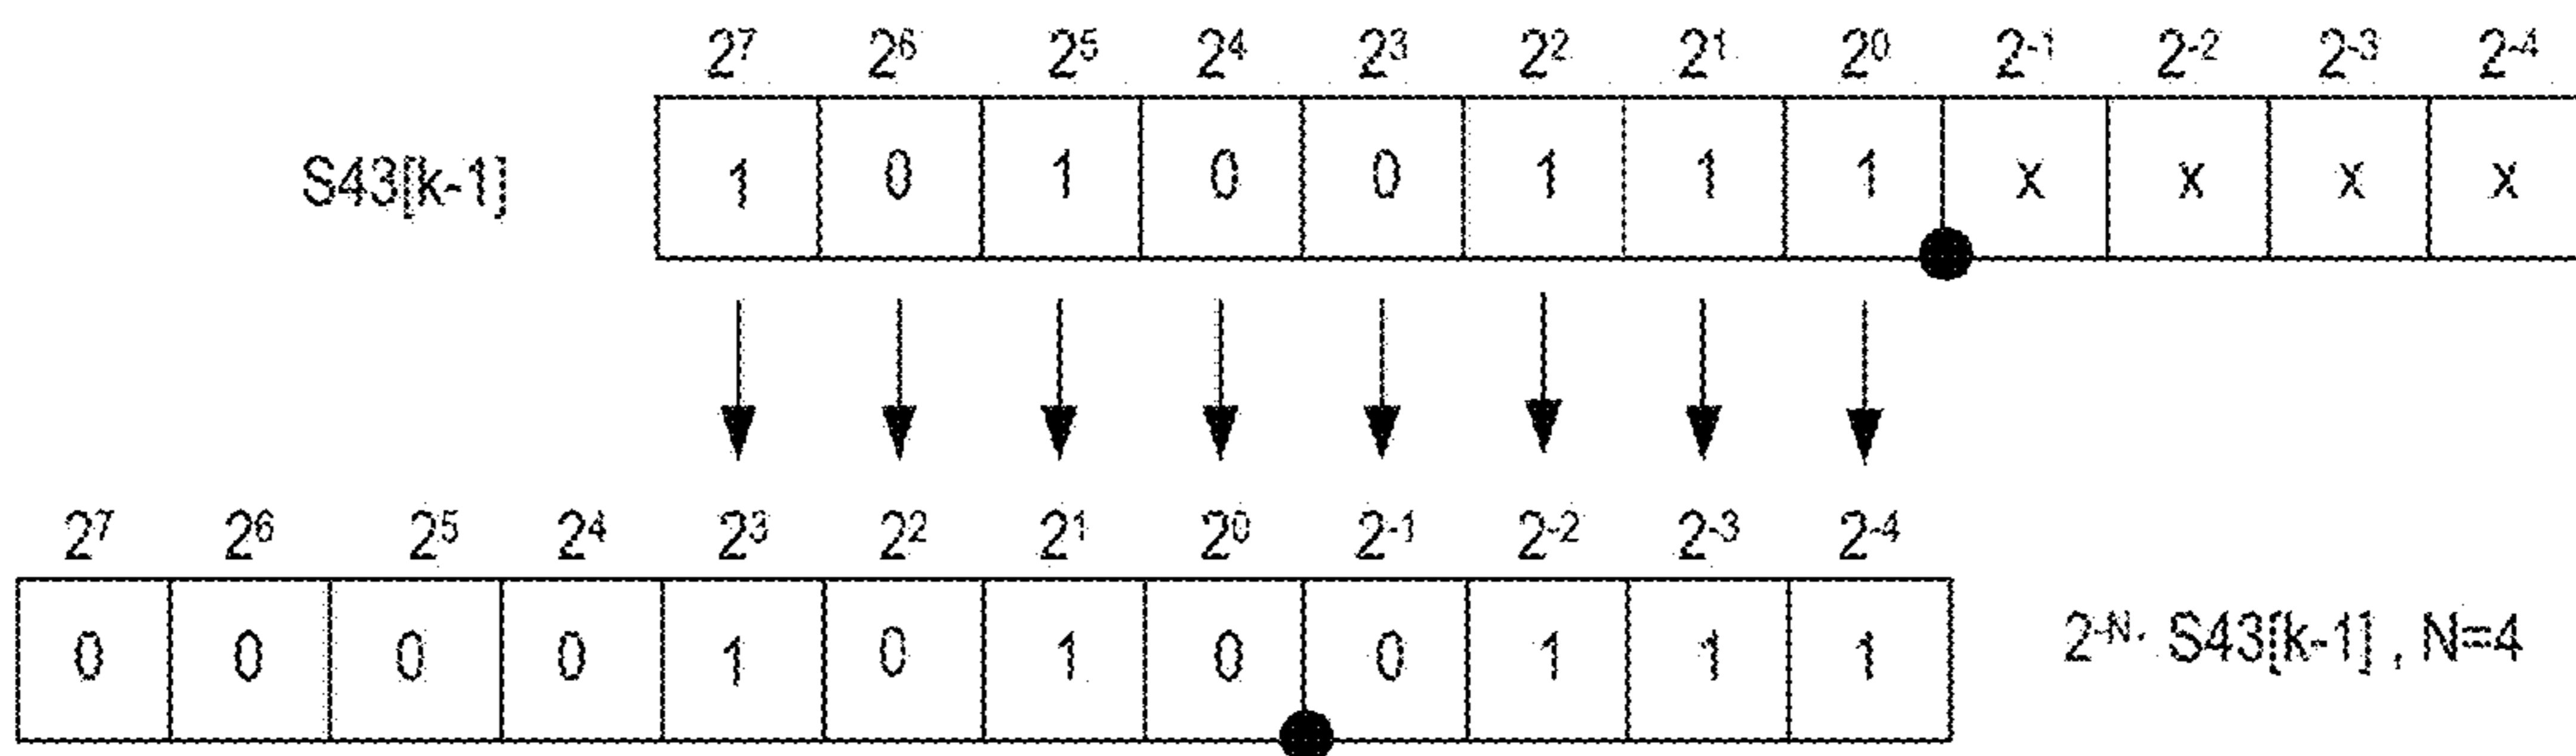 2⁷ 2⁶ 2⁵ 2⁴ 2³ 2² 2¹ 2⁰ 2⁻¹ 2⁻² 2⁻³ 2⁻⁴
S43[k-1] 1 0 1 0 0 1 1 1 x x x x
2⁷ 2⁶ 2⁵ 2⁴ 2³ 2² 2¹ 2⁰ 2⁻¹ 2⁻² 2⁻³ 2⁻⁴
0 0 0 0 1 0 1 0 0 1 1 1 2⁻ᴺ· S43[k-1] , N=4